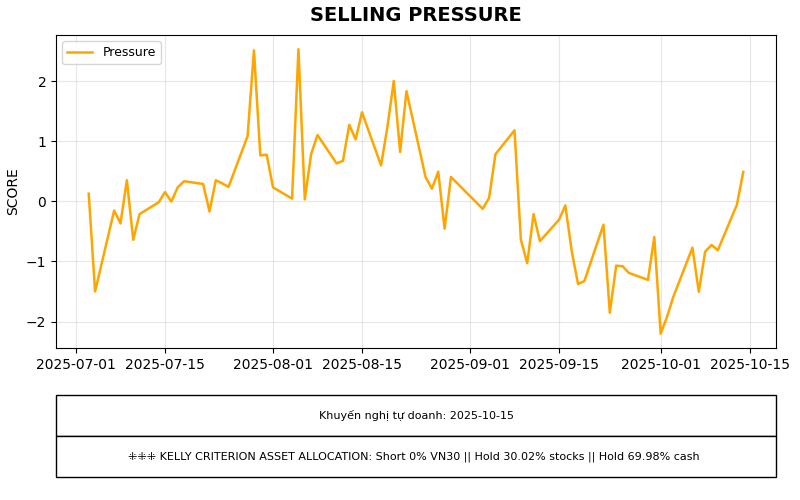 SELLING PRESSURE
Pressure
SCORE
2
1
0
−1
−2
2025-07-01 2025-07-15 2025-08-01 2025-08-15 2025-09-01 2025-09-15 2025-10-01 2025-10-15
Khuyến nghị tự doanh: 2025-10-15
⁜⁜⁜ KELLY CRITERION ASSET ALLOCATION: Short 0% VN30 || Hold 30.02% stocks || Hold 69.98% cash